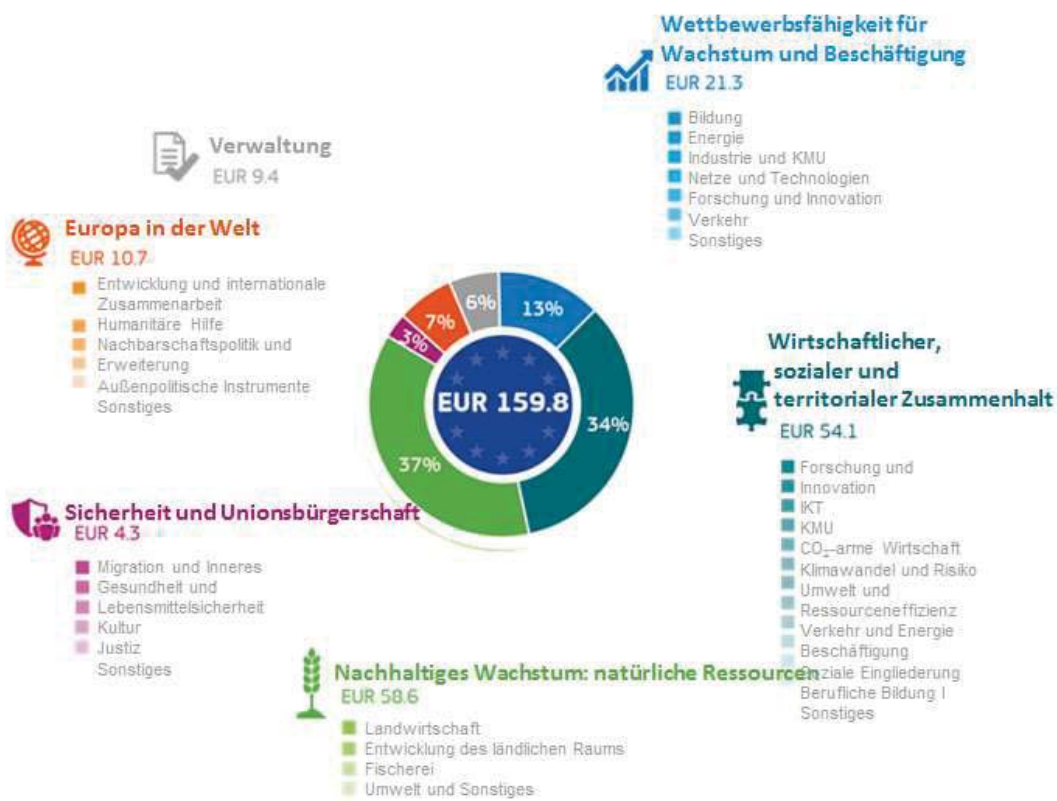 Wettbewerbsfähigkeit für
Wachstum und Beschäftigung
EUR 21.3
Bildung
Energie
Industrie und KMU
Netze und Technologien
Forschung und Innovation
Verkehr
Sonstiges
Verwaltung
EUR 9.4
Europa in der Welt
EUR 10.7
Entwicklung und internationale
Zusammenarbeit
Humanitäre Hilfe
Nachbarschaftspolitik und
Erweiterung
Außenpolitische Instrumente
Sonstiges
6%
13%
7%
3%
EUR 159.8
34%
37%
Wirtschaftlicher,
sozialer und
territorialer Zusammenhalt
EUR 54.1
Forschung und
Innovation
IKT
KMU
CO₂-arme Wirtschaft
Klimawandel und Risiko
Umwelt und
Ressourceneffizienz
Verkehr und Energie
Beschäftigung
Soziale Eingliederung
Berufliche Bildung I
Sonstiges
Sicherheit und Unionsbürgerschaft
EUR 4.3
Migration und Inneres
Gesundheit und
Lebensmittelsicherheit
Kultur
Justiz
Sonstiges
Nachhaltiges Wachstum: natürliche Ressourcen
EUR 58.6
Landwirtschaft
Entwicklung des ländlichen Raums
Fischerei
Umwelt und Sonstiges